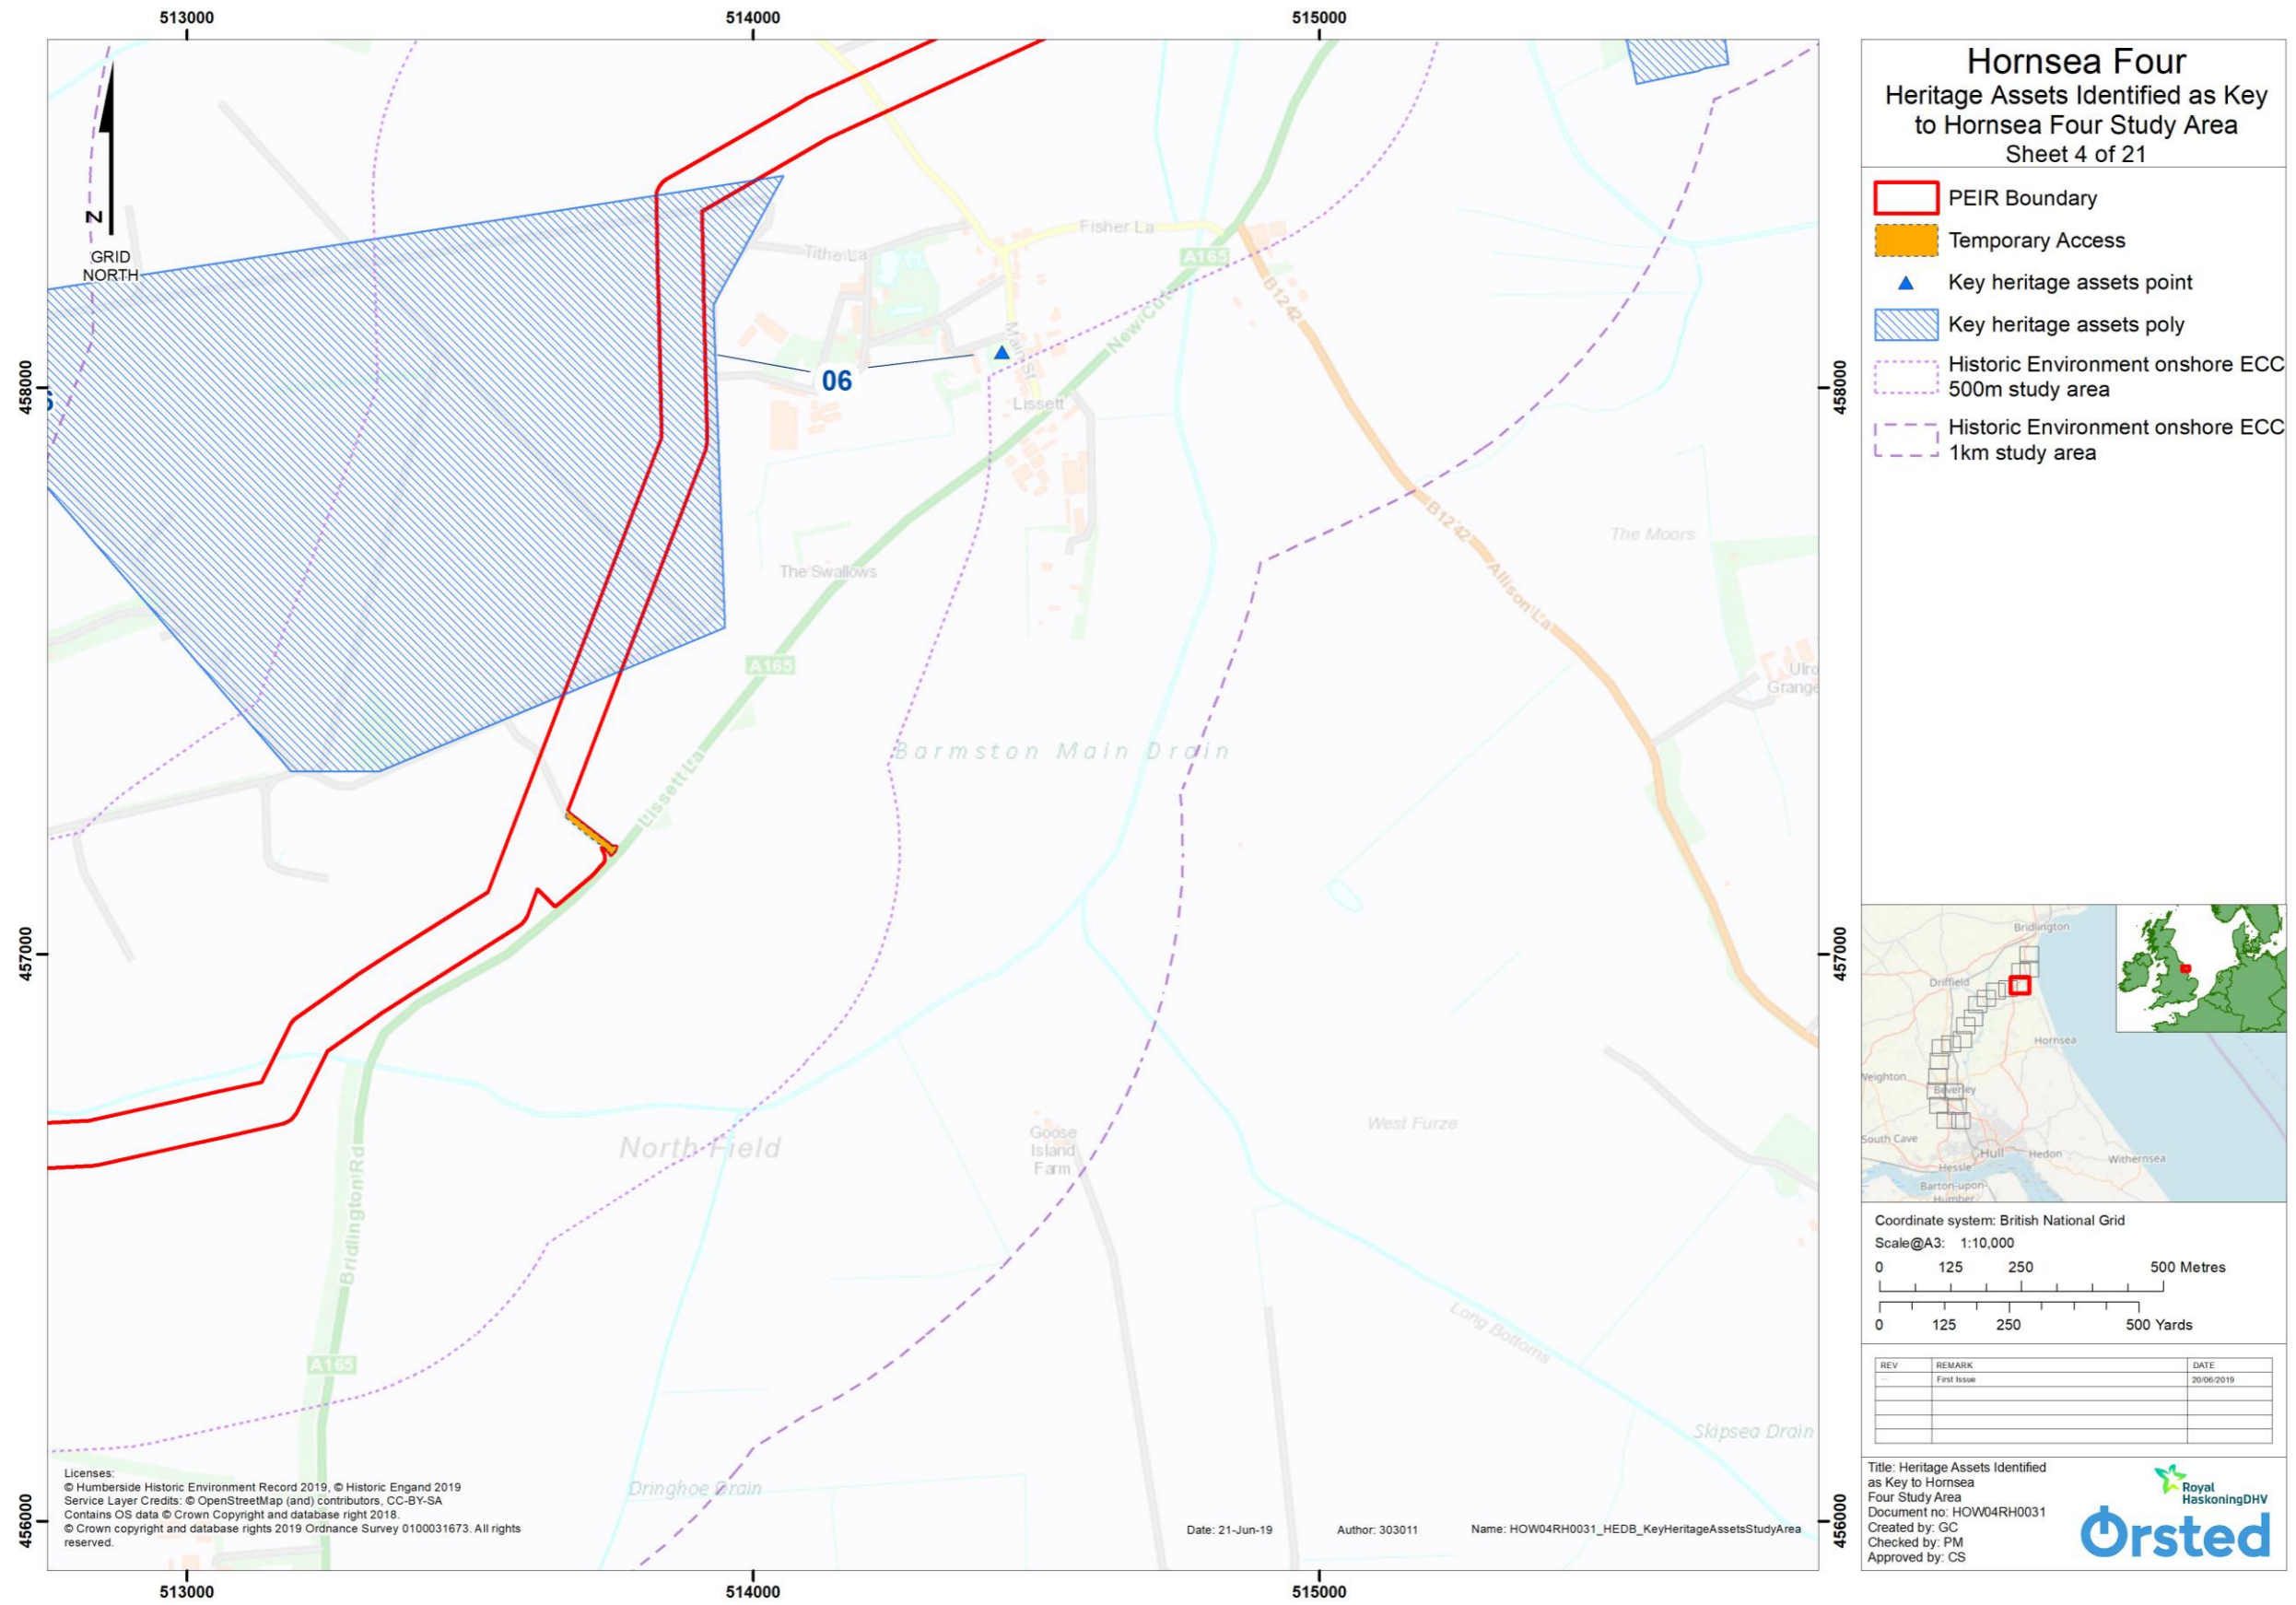 513000
514000
515000
Hornsea Four
Heritage Assets Identified as Key
to Hornsea Four Study Area
Sheet 4 of 21
PEIR Boundary
Temporary Access
Key heritage assets point
Key heritage assets poly
Historic Environment onshore ECC
500m study area
Historic Environment onshore ECC
1km study area
N
GRID
NORTH
Tithe La
Fisher La
A165
B1242
New Cut
Main St
06
Lissett
458000
458000
The Swallows
A165
Lissett La
B1242
Allison La
The Moors
Ulro
Grange
Barmston Main Drain
457000
457000
North Field
Goose
Island
Farm
West Furze
Bridlington Rd
A165
Long Bottoms
Skipsea Drain
Dringhoe Drain
456000
456000
Licenses:
© Humberside Historic Environment Record 2019, © Historic Engand 2019
Service Layer Credits: © OpenStreetMap (and) contributors, CC-BY-SA
Contains OS data © Crown Copyright and database right 2018.
© Crown copyright and database rights 2019 Ordnance Survey 0100031673. All rights
reserved.
Date: 21-Jun-19
Author: 303011
Name: HOW04RH0031_HEDB_KeyHeritageAssetsStudyArea
513000
514000
515000
Bridlington
Driffield
Hornsea
Weighton
Beverley
South Cave
Hull
Hedon
Withernsea
Hessle
Barton-upon-
Humber
Coordinate system: British National Grid
Scale@A3: 1:10,000
0 125 250 500 Metres
0 125 250 500 Yards
REV REMARK DATE
First Issue 20/06/2019
Title: Heritage Assets Identified
as Key to Hornsea
Four Study Area
Document no: HOW04RH0031
Created by: GC
Checked by: PM
Approved by: CS
Royal
HaskoningDHV
Orsted